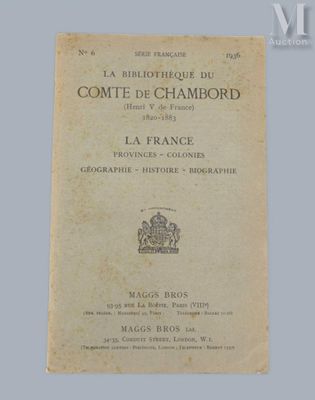 M
Auction
Nº 6 SÉRIE FRANÇAISE 1936
LA BIBLIOTHÈQUE DU
COMTE DE CHAMBORD
(Henri V de France)
1820-1883
LA FRANCE
PROVINCES - COLONIES
GÉOGRAPHIE - HISTOIRE - BIOGRAPHIE
MAGGS BROS
93-95 RUE LA BOËTIE, PARIS (VIIIe)
MAGGS BROS Ltd.
34-35, CONDUIT STREET, LONDON, W.1.